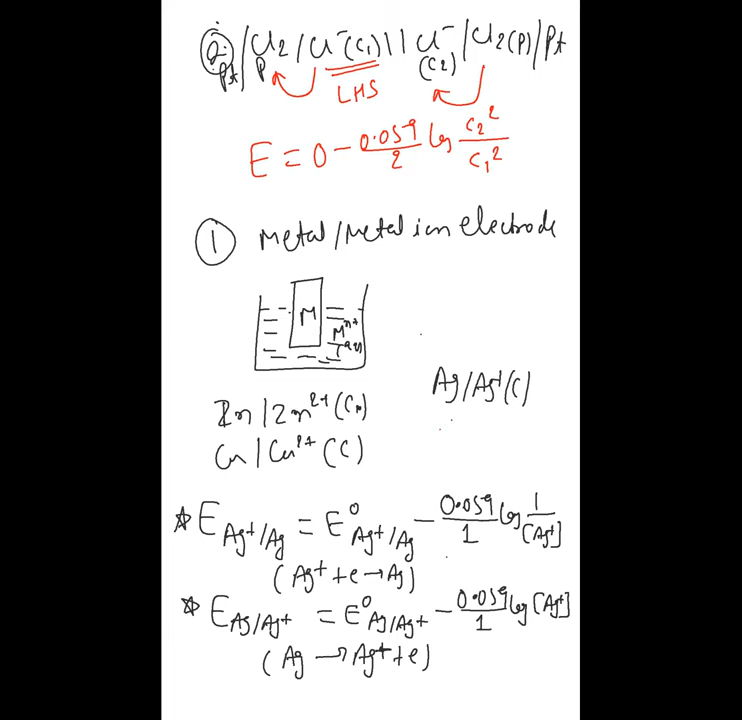 Q. Pt/Cl2/Cl-(C1)||Cl-/Cl2(P)/Pt
P (C2)
LHS
E = 0 - 0.059/2 log C2²/C1²
① Metal/Metal ion electrode
M
Mn+
Zn|Zn2+(C)
Ag/Ag+(C)
Cu|Cu2+(C)
* E Ag+/Ag = E⁰ Ag+/Ag - 0.059/1 log 1/[Ag+]
(Ag+ + e → Ag)
* E Ag/Ag+ = E⁰ Ag/Ag+ - 0.059/1 log [Ag+]
(Ag → Ag+ + e)